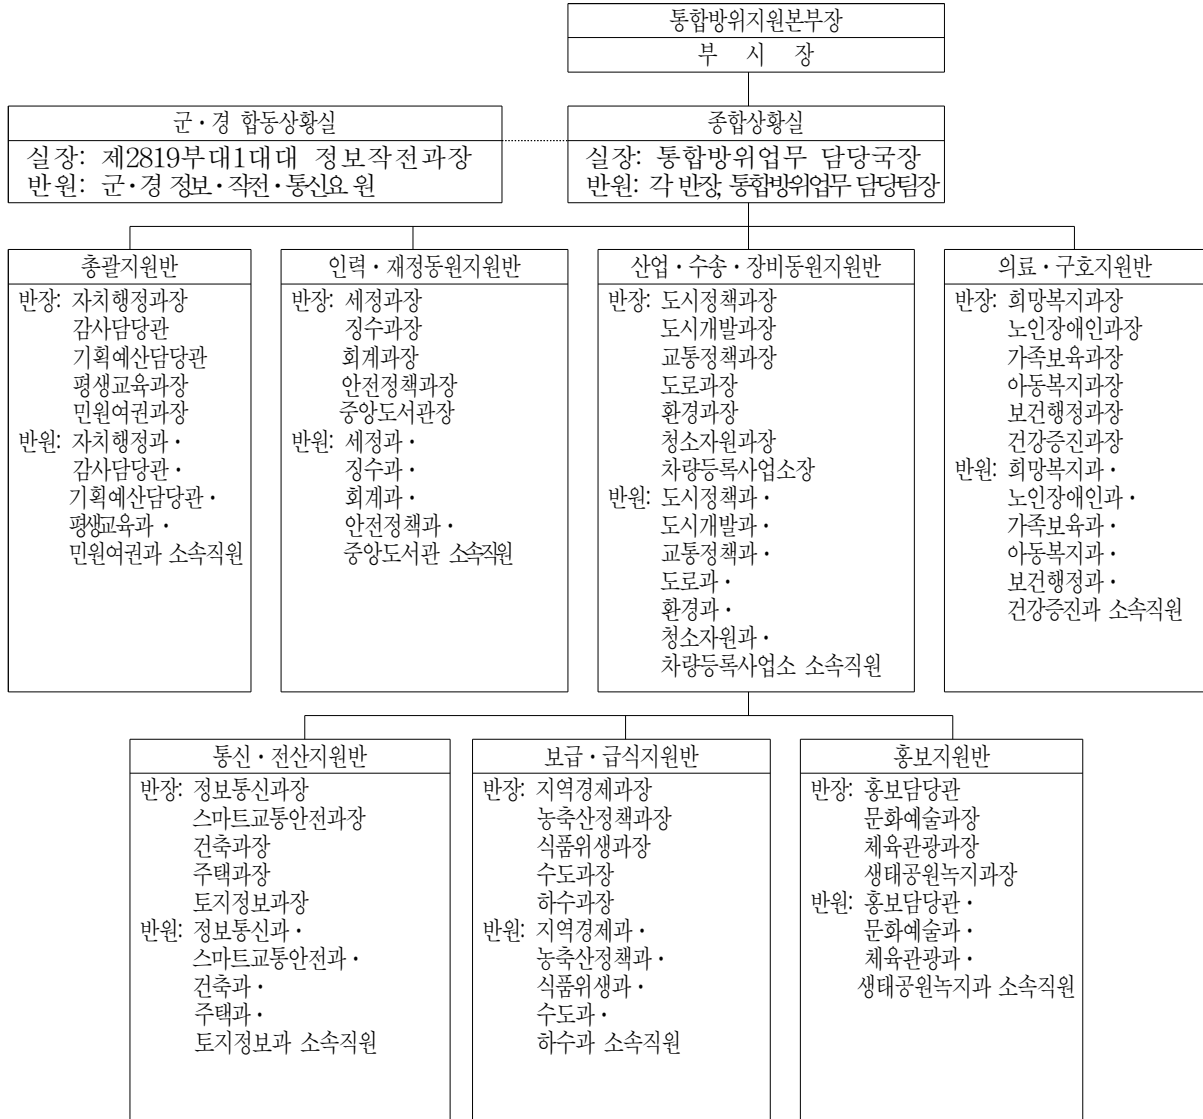 통합방위지원본부장
부 시 장
군·경 합동상황실
실장: 제2819부대1대대 정보작전과장
반원: 군·경 정보·작전·통신요 원
종합상황실
실장: 통합방위업무 담당국장
반원: 각 반장, 통합방위업무 담당팀장
총괄지원반
반장: 자치행정과장
감사담당관
기획예산담당관
평생교육과장
민원여권과장
반원: 자치행정과·
감사담당관·
기획예산담당관·
평생교육과·
민원여권과 소속직원
인력·재정동원지원반
반장: 세정과장
징수과장
회계과장
안전정책과장
중앙도서관장
반원: 세정과·
징수과·
회계과·
안전정책과·
중앙도서관 소속직원
산업·수송·장비동원지원반
반장: 도시정책과장
도시개발과장
교통정책과장
도로과장
환경과장
청소자원과장
차량등록사업소장
반원: 도시정책과·
도시개발과·
교통정책과·
도로과·
환경과·
청소자원과·
차량등록사업소 소속직원
의료·구호지원반
반장: 희망복지과장
노인장애인과장
가족보육과장
아동복지과장
보건행정과장
건강증진과장
반원: 희망복지과·
노인장애인과·
가족보육과·
아동복지과·
보건행정과·
건강증진과 소속직원
통신·전산지원반
반장: 정보통신과장
스마트교통안전과장
건축과장
주택과장
토지정보과장
반원: 정보통신과·
스마트교통안전과·
건축과·
주택과·
토지정보과 소속직원
보급·급식지원반
반장: 지역경제과장
농축산정책과장
식품위생과장
수도과장
하수과장
반원: 지역경제과·
농축산정책과·
식품위생과·
수도과·
하수과 소속직원
홍보지원반
반장: 홍보담당관
문화예술과장
체육관광과장
생태공원녹지과장
반원: 홍보담당관·
문화예술과·
체육관광과·
생태공원녹지과 소속직원